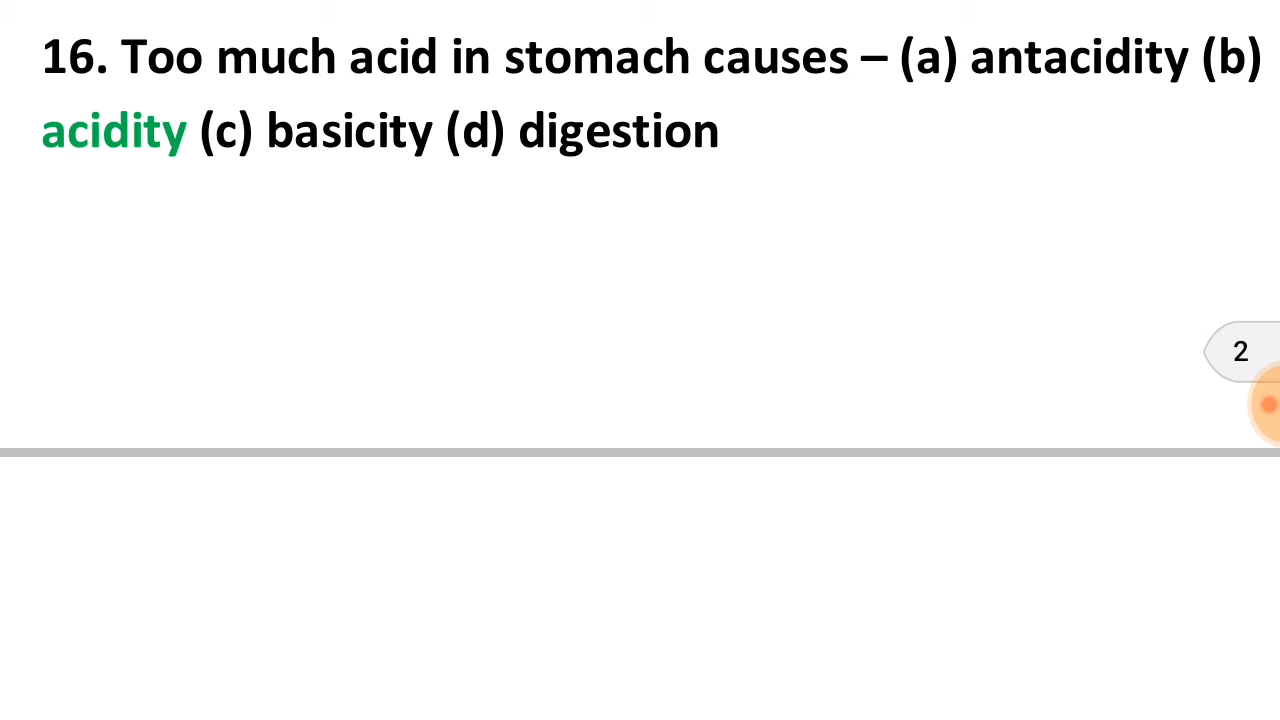 16. Too much acid in stomach causes – (a) antacidity (b)
acidity (c) basicity (d) digestion
2